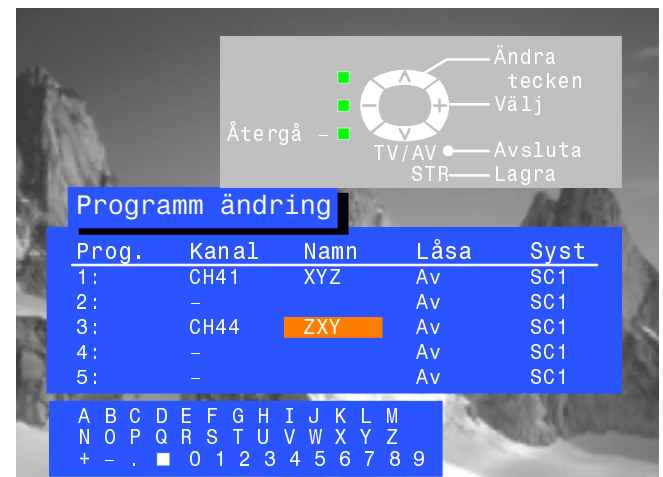 Ändra
tecken
Välj
Återgå –
TV/AV Avsluta
STR Lagra
Programm ändring
Prog. Kanal Namn Låsa Syst
1: CH41 XYZ Av SC1
2: – Av SC1
3: CH44 ZXY Av SC1
4: – Av SC1
5: – Av SC1
A B C D E F G H I J K L M
N O P Q R S T U V W X Y Z
+ – . ■ 0 1 2 3 4 5 6 7 8 9